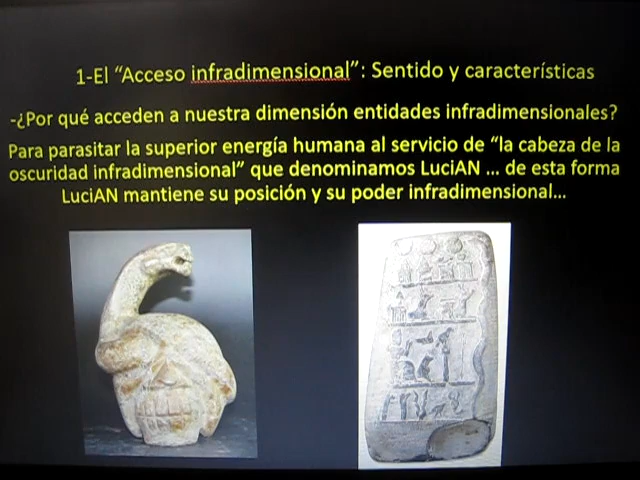 1-El “Acceso infradimensional”: Sentido y características
-¿Por qué acceden a nuestra dimensión entidades infradimensionales?
Para parasitar la superior energía humana al servicio de “la cabeza de la
oscuridad infradimensional” que denominamos LuciAN ... de esta forma
LuciAN mantiene su posición y su poder infradimensional...